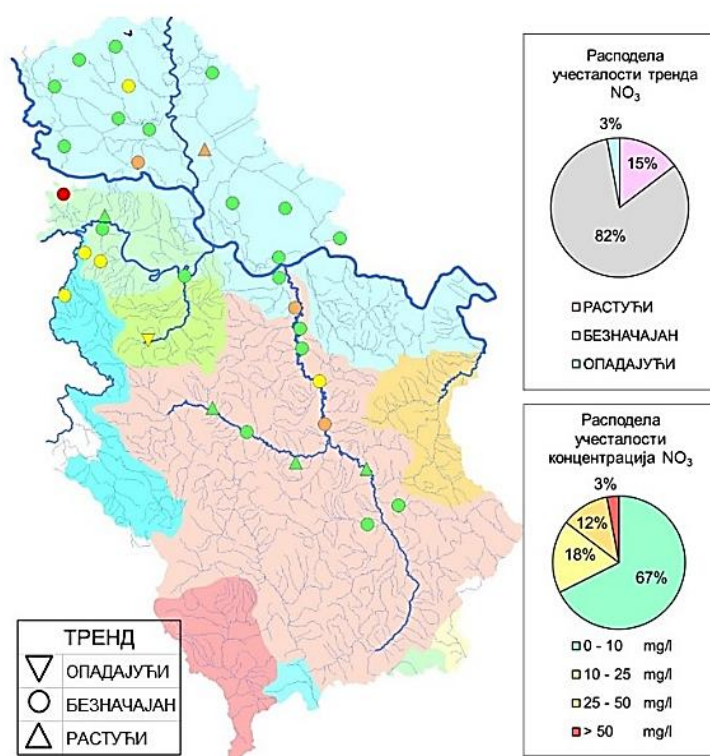 Расподела
учесталости тренда
NO₃
3%
15%
82%
РАСТУЋИ
БЕЗНАЧАЈАН
ОПАДАЈУЋИ
Расподела
учесталости
концентрација NO₃
3%
12%
18%
67%
0 - 10 mg/l
10 - 25 mg/l
25 - 50 mg/l
> 50 mg/l
ТРЕНД
ОПАДАЈУЋИ
БЕЗНАЧАЈАН
РАСТУЋИ